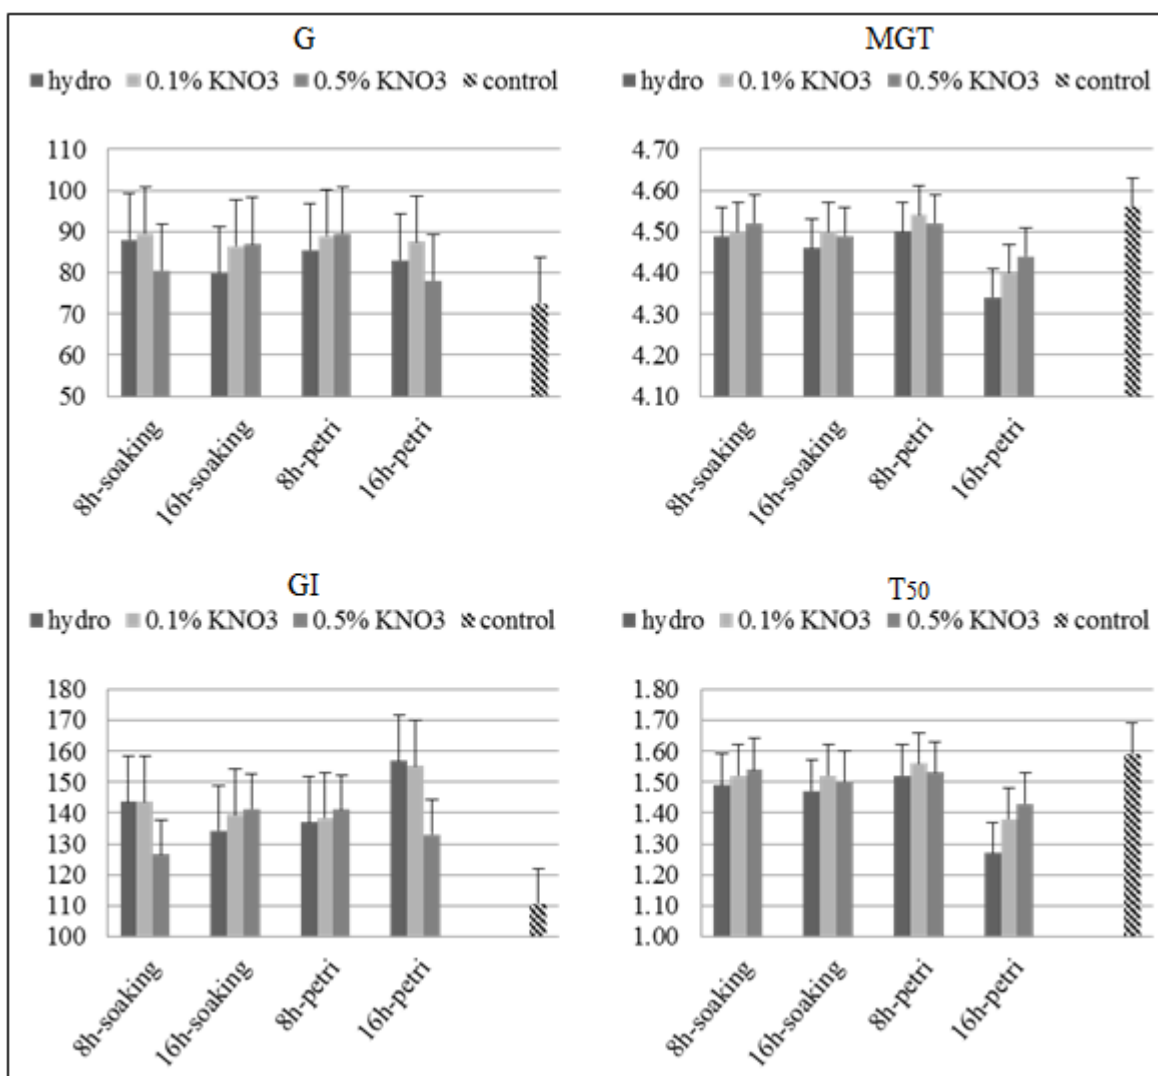 G
hydro 0.1% KNO3 0.5% KNO3 control
110
100
90
80
70
60
50
8h-soaking 16h-soaking 8h-petri 16h-petri
MGT
hydro 0.1% KNO3 0.5% KNO3 control
4.70
4.60
4.50
4.40
4.30
4.20
4.10
8h-soaking 16h-soaking 8h-petri 16h-petri
GI
hydro 0.1% KNO3 0.5% KNO3 control
180
170
160
150
140
130
120
110
100
8h-soaking 16h-soaking 8h-petri 16h-petri
T50
hydro 0.1% KNO3 0.5% KNO3 control
1.80
1.70
1.60
1.50
1.40
1.30
1.20
1.10
1.00
8h-soaking 16h-soaking 8h-petri 16h-petri